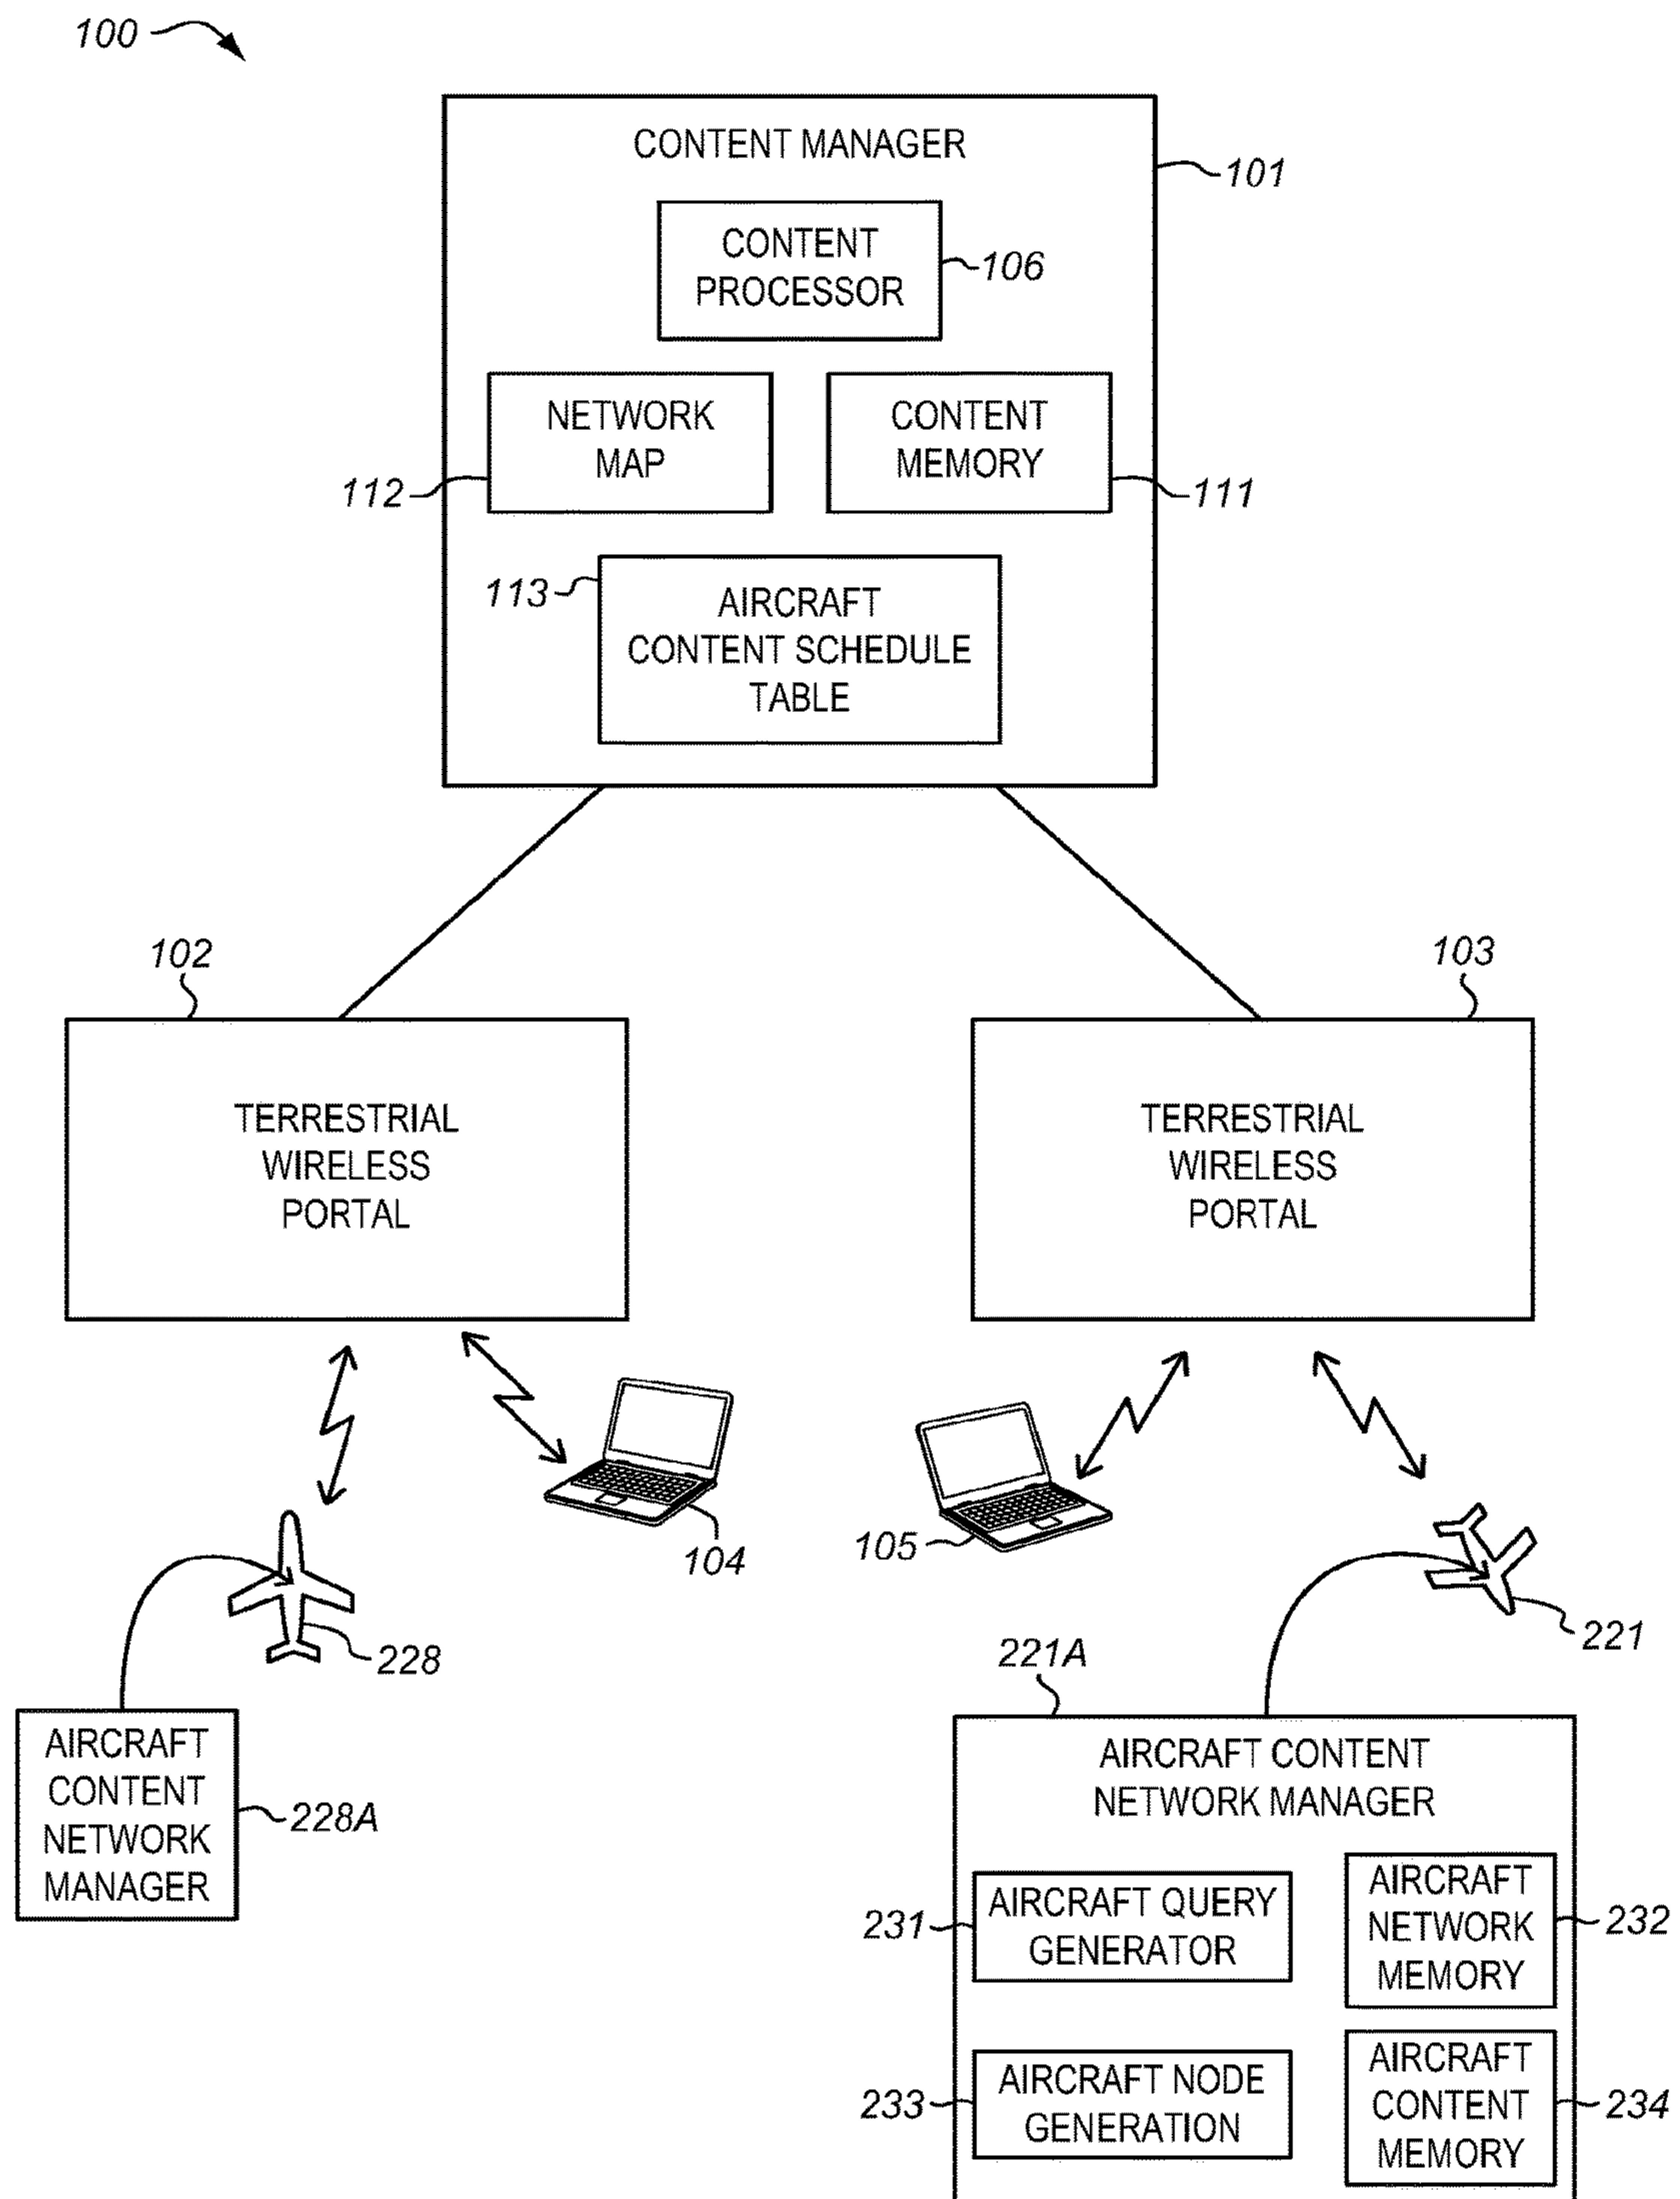 100
CONTENT MANAGER
101
CONTENT
PROCESSOR
106
NETWORK
MAP
112
CONTENT
MEMORY
111
113
AIRCRAFT
CONTENT SCHEDULE
TABLE
102
103
TERRESTRIAL
WIRELESS
PORTAL
TERRESTRIAL
WIRELESS
PORTAL
104
105
228
221
221A
AIRCRAFT
CONTENT
NETWORK
MANAGER
228A
AIRCRAFT CONTENT
NETWORK MANAGER
231
AIRCRAFT QUERY
GENERATOR
AIRCRAFT
NETWORK
MEMORY
232
233
AIRCRAFT NODE
GENERATION
AIRCRAFT
CONTENT
MEMORY
234